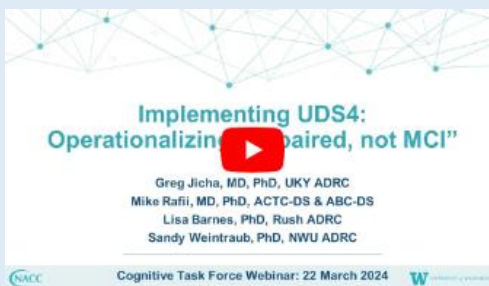 Implementing UDS4:
Operationalizing paired, not MCI”
Greg Jicha, MD, PhD, UKY ADRC
Mike Rafii, MD, PhD, ACTC-DS & ABC-DS
Lisa Barnes, PhD, Rush ADRC
Sandy Weintraub, PhD, NWU ADRC
NACC
Cognitive Task Force Webinar: 22 March 2024
W